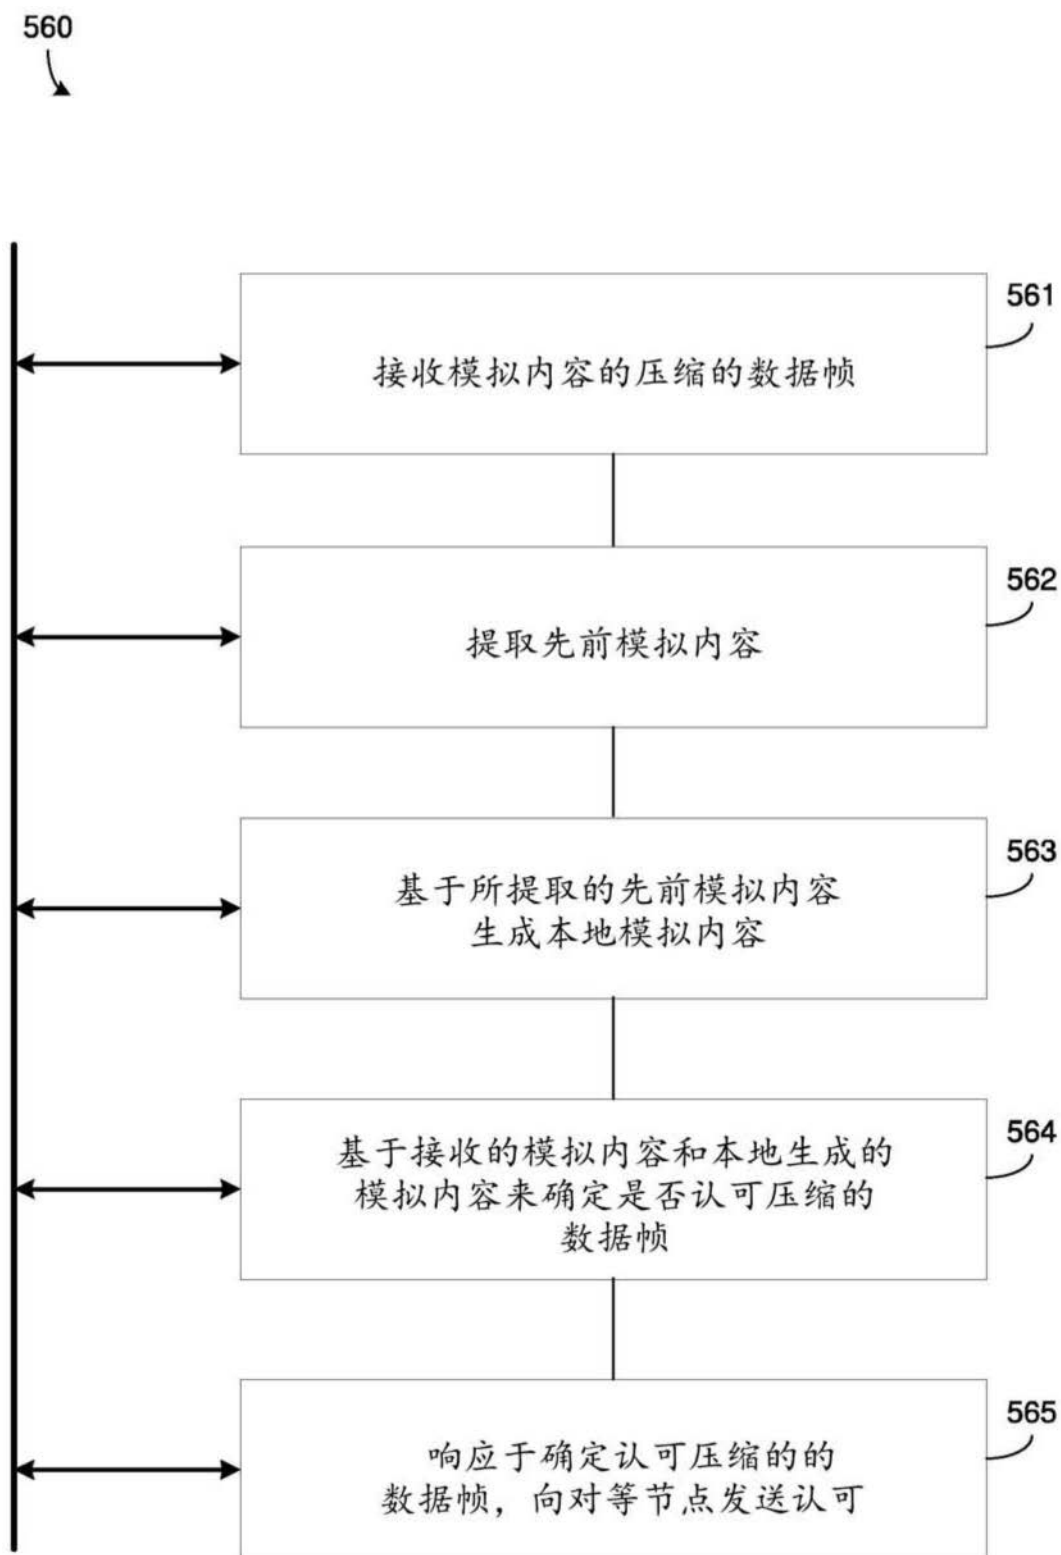 560
561
接收模拟内容的压缩的数据帧
562
提取先前模拟内容
563
基于所提取的先前模拟内容
生成本地模拟内容
564
基于接收的模拟内容和本地生成的
模拟内容来确定是否认可压缩的
数据帧
565
响应于确定认可压缩的的
数据帧，向对等节点发送认可